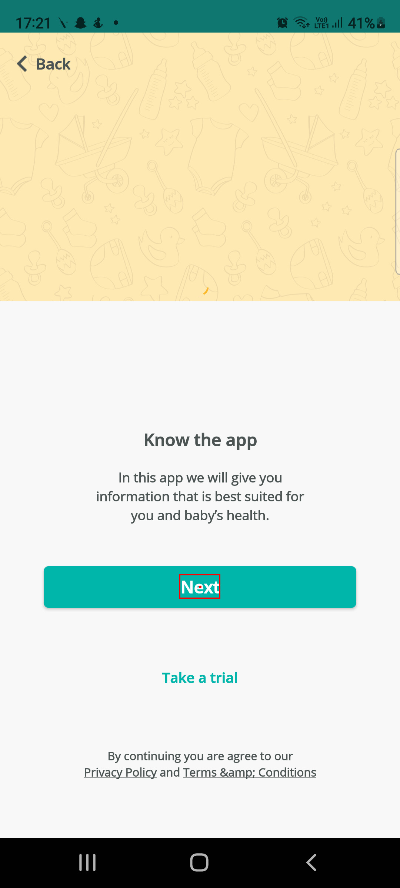 17:21
Vo))
LTE1
41%
Back
Know the app
In this app we will give you
information that is best suited for
you and baby's health.
Next
Take a trial
By continuing you are agree to our
Privacy Policy and Terms &amp; Conditions